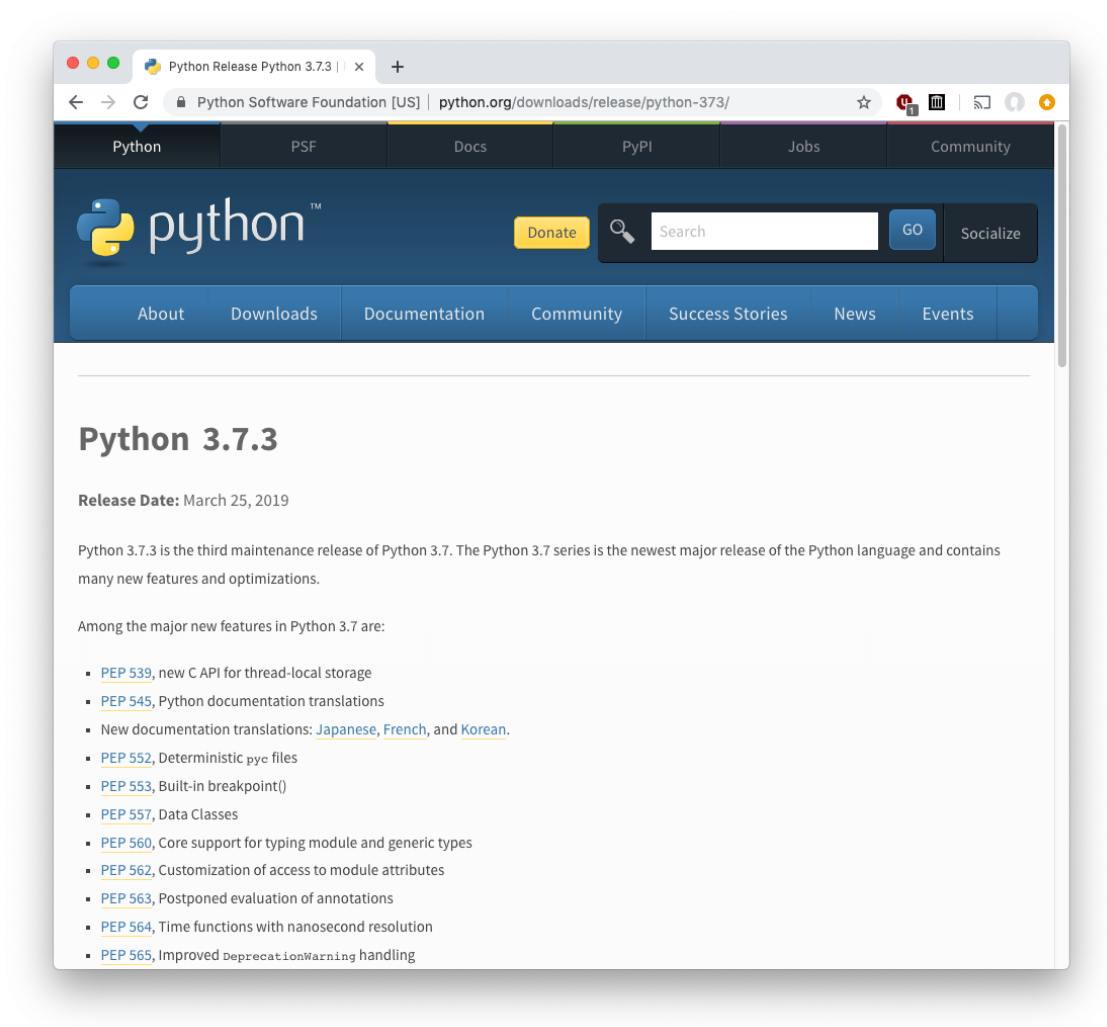 Python Release Python 3.7.3 |
Python Software Foundation [US] | python.org/downloads/release/python-373/
1
Python PSF Docs PyPI Jobs Community
python™
Donate Search GO Socialize
About Downloads Documentation Community Success Stories News Events
Python 3.7.3
Release Date: March 25, 2019
Python 3.7.3 is the third maintenance release of Python 3.7. The Python 3.7 series is the newest major release of the Python language and contains
many new features and optimizations.
Among the major new features in Python 3.7 are:
PEP 539, new C API for thread-local storage
PEP 545, Python documentation translations
New documentation translations: Japanese, French, and Korean.
PEP 552, Deterministic pyc files
PEP 553, Built-in breakpoint()
PEP 557, Data Classes
PEP 560, Core support for typing module and generic types
PEP 562, Customization of access to module attributes
PEP 563, Postponed evaluation of annotations
PEP 564, Time functions with nanosecond resolution
PEP 565, Improved DeprecationWarning handling